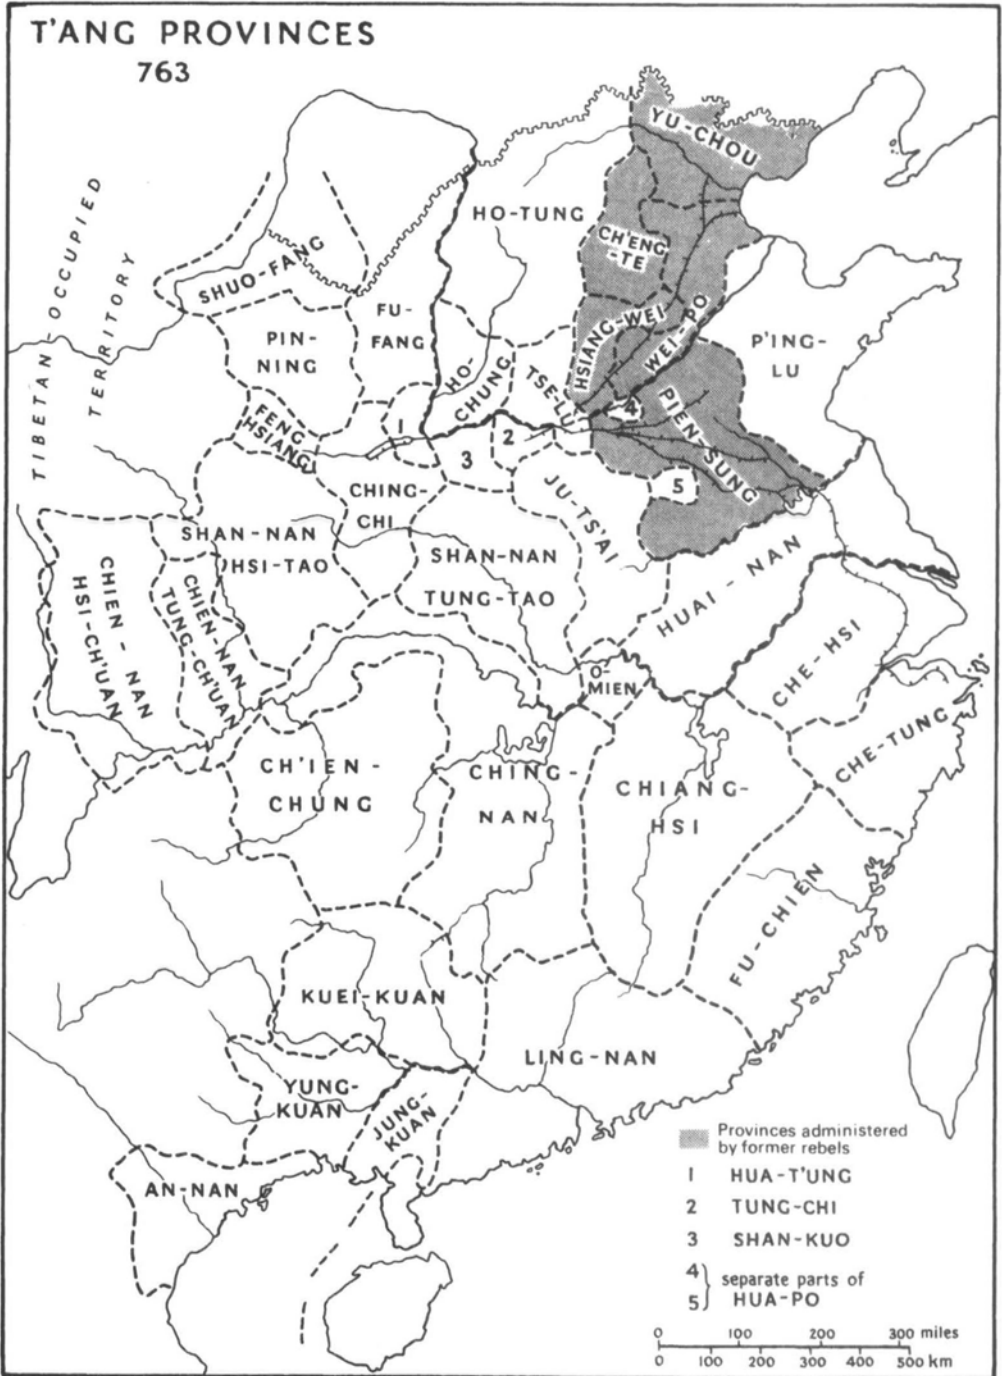 T'ANG PROVINCES
763
YU-CHOU
HO-TUNG
CH'ENG
-TE
TIBETAN-OCCUPIED
TERRITORY
SHUO-FANG
FU-
FANG
PIN-
NING
HSIANG-WEI
WEI-PO
P'ING-
LU
HO-
CHUNG
TSE-LU
FENG
HSIANG
1
2
3
4
5
PIEN-SUNG
CHING-
CHI
JU-TS'AI
SHAN-NAN
HSI-TAO
SHAN-NAN
TUNG-TAO
CHIEN-NAN
HSI-CH'UAN
CHIEN-NAN
TUNG-CH'UAN
HUAI-NAN
O-
MIEN
CHE-HSI
CHE-TUNG
CH'IEN-
CHUNG
CHING-
NAN
CHIANG-
HSI
FU-CHIEN
KUEI-KUAN
LING-NAN
YUNG-
KUAN
JUNG-
KUAN
AN-NAN
Provinces administered
by former rebels
1 HUA-T'UNG
2 TUNG-CHI
3 SHAN-KUO
4 } separate parts of
5 } HUA-PO
0 100 200 300 miles
0 100 200 300 400 500 km